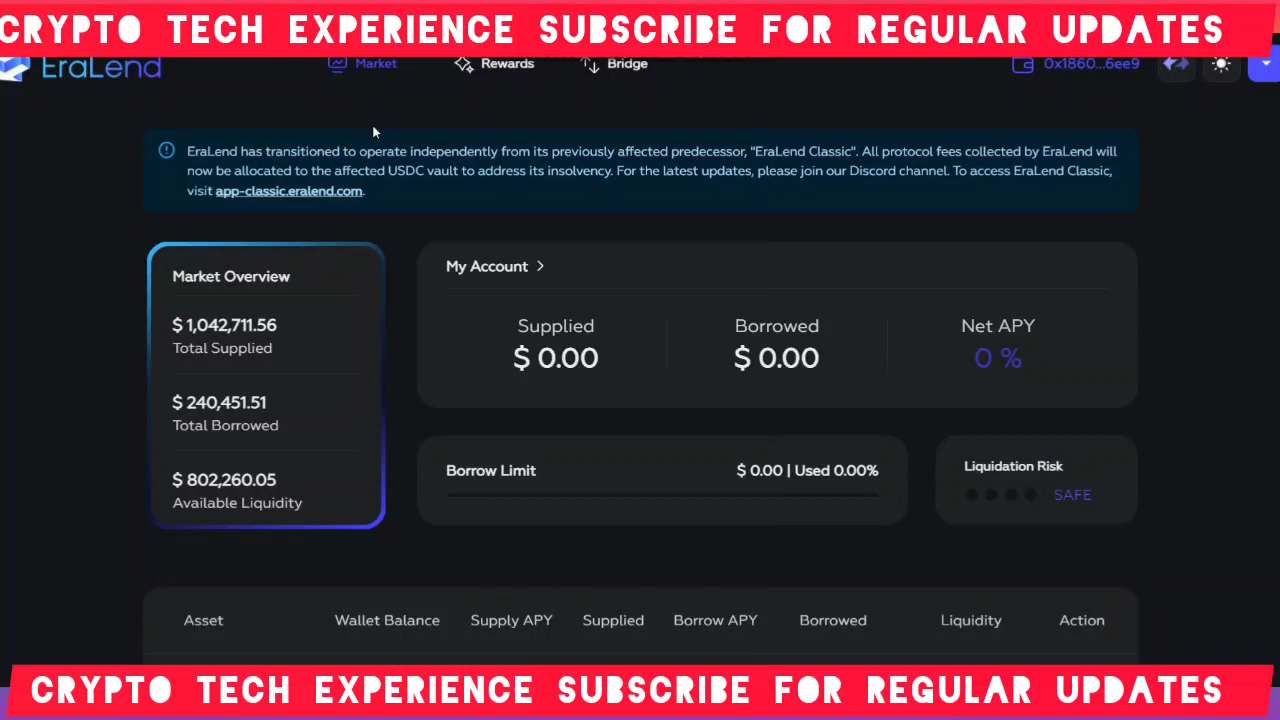 CRYPTO TECH EXPERIENCE SUBSCRIBE FOR REGULAR UPDATES
EraLend Market Rewards Bridge 0x1860...6ee9
EraLend has transitioned to operate independently from its previously affected predecessor, "EraLend Classic". All protocol fees collected by EraLend will
now be allocated to the affected USDC vault to address its insolvency. For the latest updates, please join our Discord channel. To access EraLend Classic,
visit app-classic.eralend.com.
Market Overview
$ 1,042,711.56
Total Supplied
$ 240,451.51
Total Borrowed
$ 802,260.05
Available Liquidity
My Account >
Supplied Borrowed Net APY
$ 0.00 $ 0.00 0 %
Borrow Limit $ 0.00 | Used 0.00%
Liquidation Risk
SAFE
Asset Wallet Balance Supply APY Supplied Borrow APY Borrowed Liquidity Action
CRYPTO TECH EXPERIENCE SUBSCRIBE FOR REGULAR UPDATES